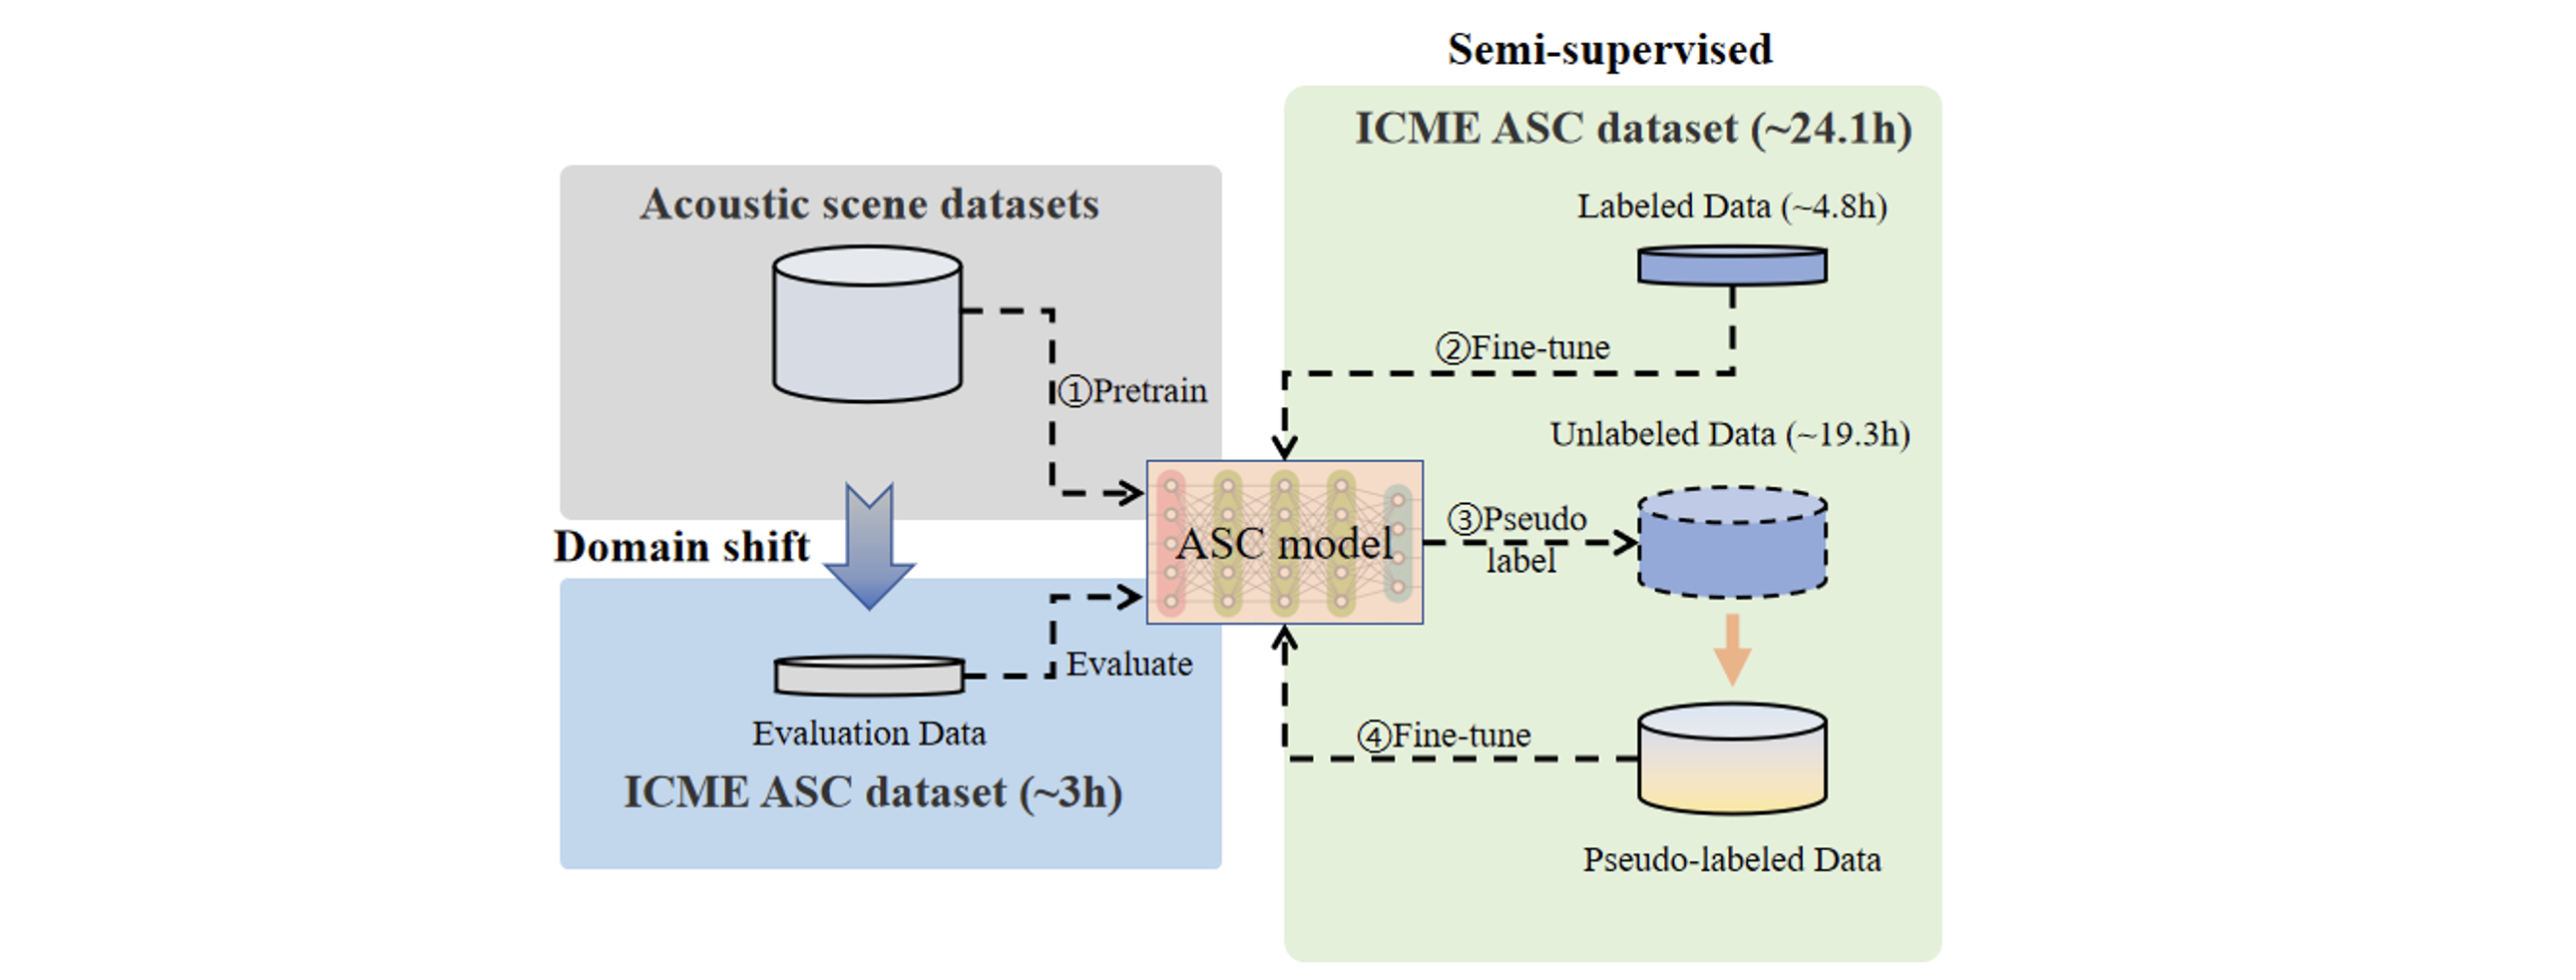 Semi-supervised
ICME ASC dataset (~24.1h)
Acoustic scene datasets
Labeled Data (~4.8h)
②Fine-tune
①Pretrain
Unlabeled Data (~19.3h)
③Pseudo
label
ASC model
Domain shift
Evaluate
Evaluation Data
④Fine-tune
ICME ASC dataset (~3h)
Pseudo-labeled Data